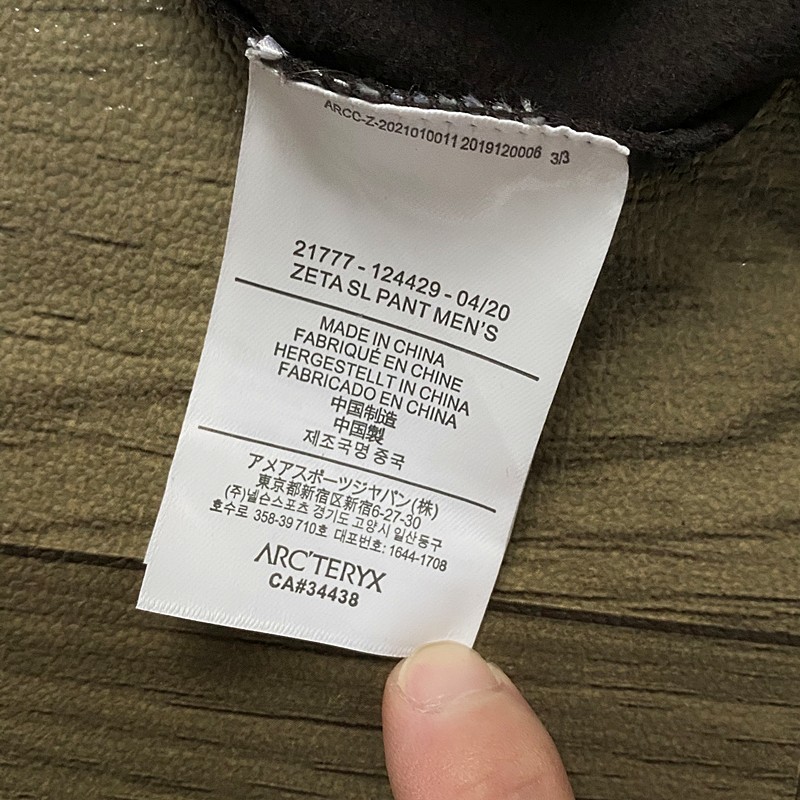 ARCC-Z-2021010011 2019120006 3/3
21777 - 124429 - 04/20
ZETA SL PANT MEN'S
MADE IN CHINA
FABRIQUÉ EN CHINE
HERGESTELLT IN CHINA
FABRICADO EN CHINA
中国制造
中国製
제조국명 중국
アメアスポーツジャパン(株)
東京都新宿区新宿6-27-30
(주)넬슨스포츠 경기도 고양시 일산동구
호수로 358-39 710호 대표번호: 1644-1708
ARC'TERYX
CA#34438